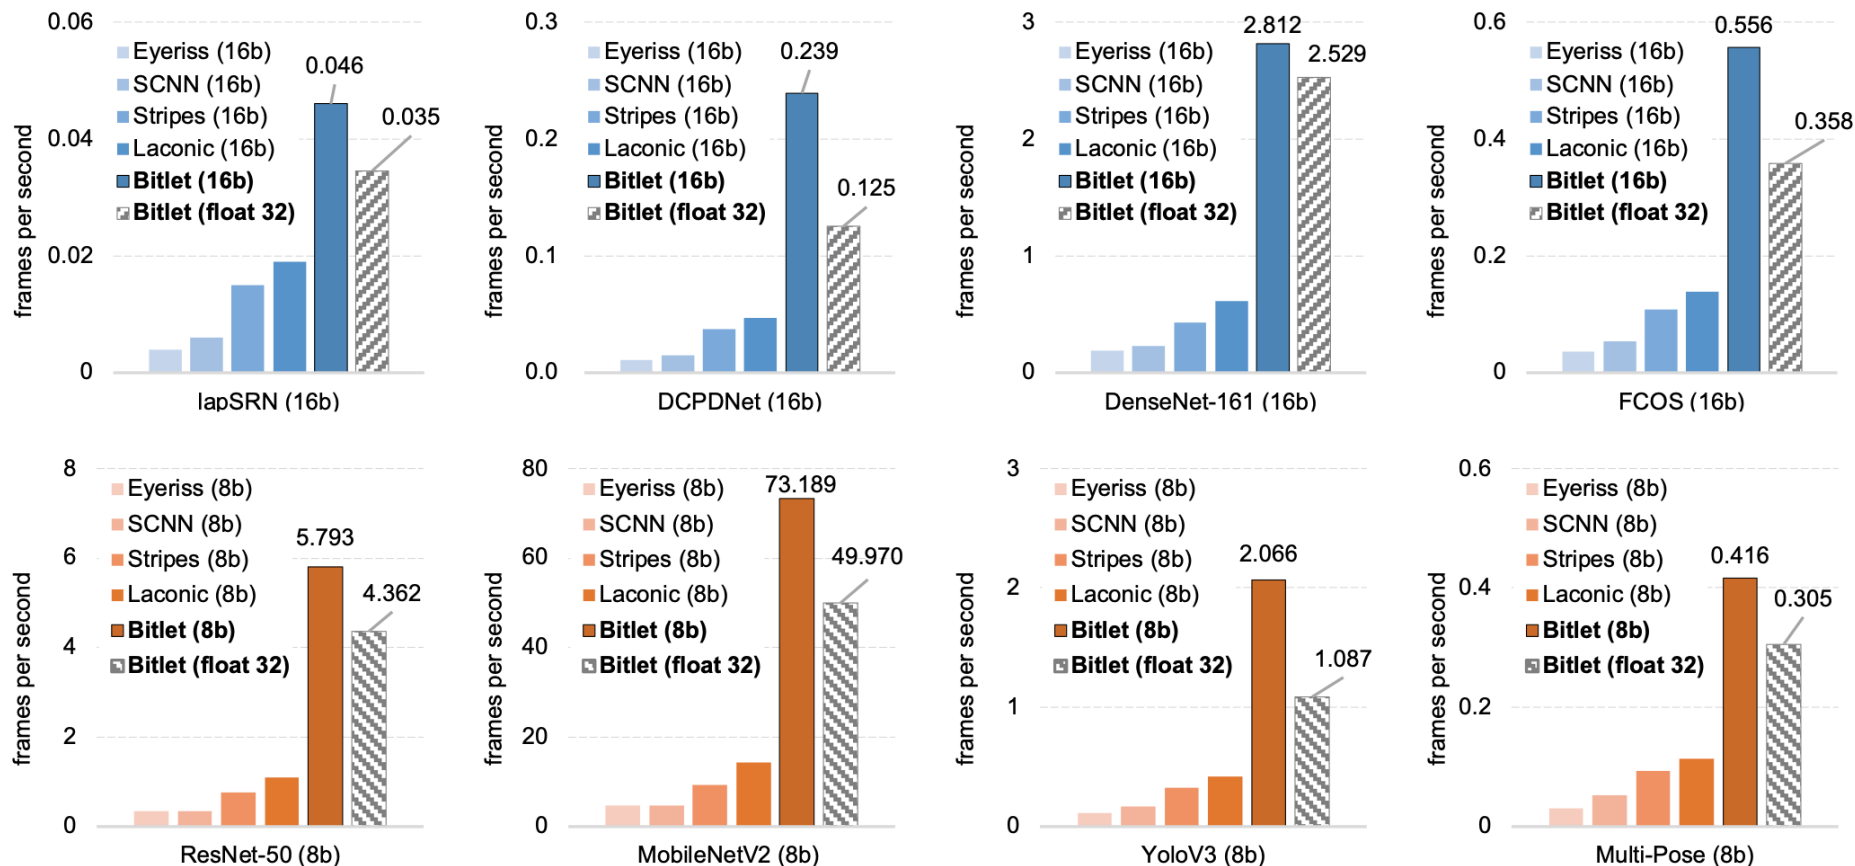 0.06
0.04
0.02
0
frames per second
Eyeriss (16b)
SCNN (16b)
Stripes (16b)
Laconic (16b)
Bitlet (16b)
Bitlet (float 32)
0.046
0.035
lapSRN (16b)
0.3
0.2
0.1
0.0
frames per second
Eyeriss (16b)
SCNN (16b)
Stripes (16b)
Laconic (16b)
Bitlet (16b)
Bitlet (float 32)
0.239
0.125
DCPDNet (16b)
3
2
1
0
frames per second
Eyeriss (16b)
SCNN (16b)
Stripes (16b)
Laconic (16b)
Bitlet (16b)
Bitlet (float 32)
2.812
2.529
DenseNet-161 (16b)
0.6
0.4
0.2
0
frames per second
Eyeriss (16b)
SCNN (16b)
Stripes (16b)
Laconic (16b)
Bitlet (16b)
Bitlet (float 32)
0.556
0.358
FCOS (16b)
8
6
4
2
0
frames per second
Eyeriss (8b)
SCNN (8b)
Stripes (8b)
Laconic (8b)
Bitlet (8b)
Bitlet (float 32)
5.793
4.362
ResNet-50 (8b)
80
60
40
20
0
frames per second
Eyeriss (8b)
SCNN (8b)
Stripes (8b)
Laconic (8b)
Bitlet (8b)
Bitlet (float 32)
73.189
49.970
MobileNetV2 (8b)
3
2
1
0
frames per second
Eyeriss (8b)
SCNN (8b)
Stripes (8b)
Laconic (8b)
Bitlet (8b)
Bitlet (float 32)
2.066
1.087
YoloV3 (8b)
0.6
0.4
0.2
0
frames per second
Eyeriss (8b)
SCNN (8b)
Stripes (8b)
Laconic (8b)
Bitlet (8b)
Bitlet (float 32)
0.416
0.305
Multi-Pose (8b)